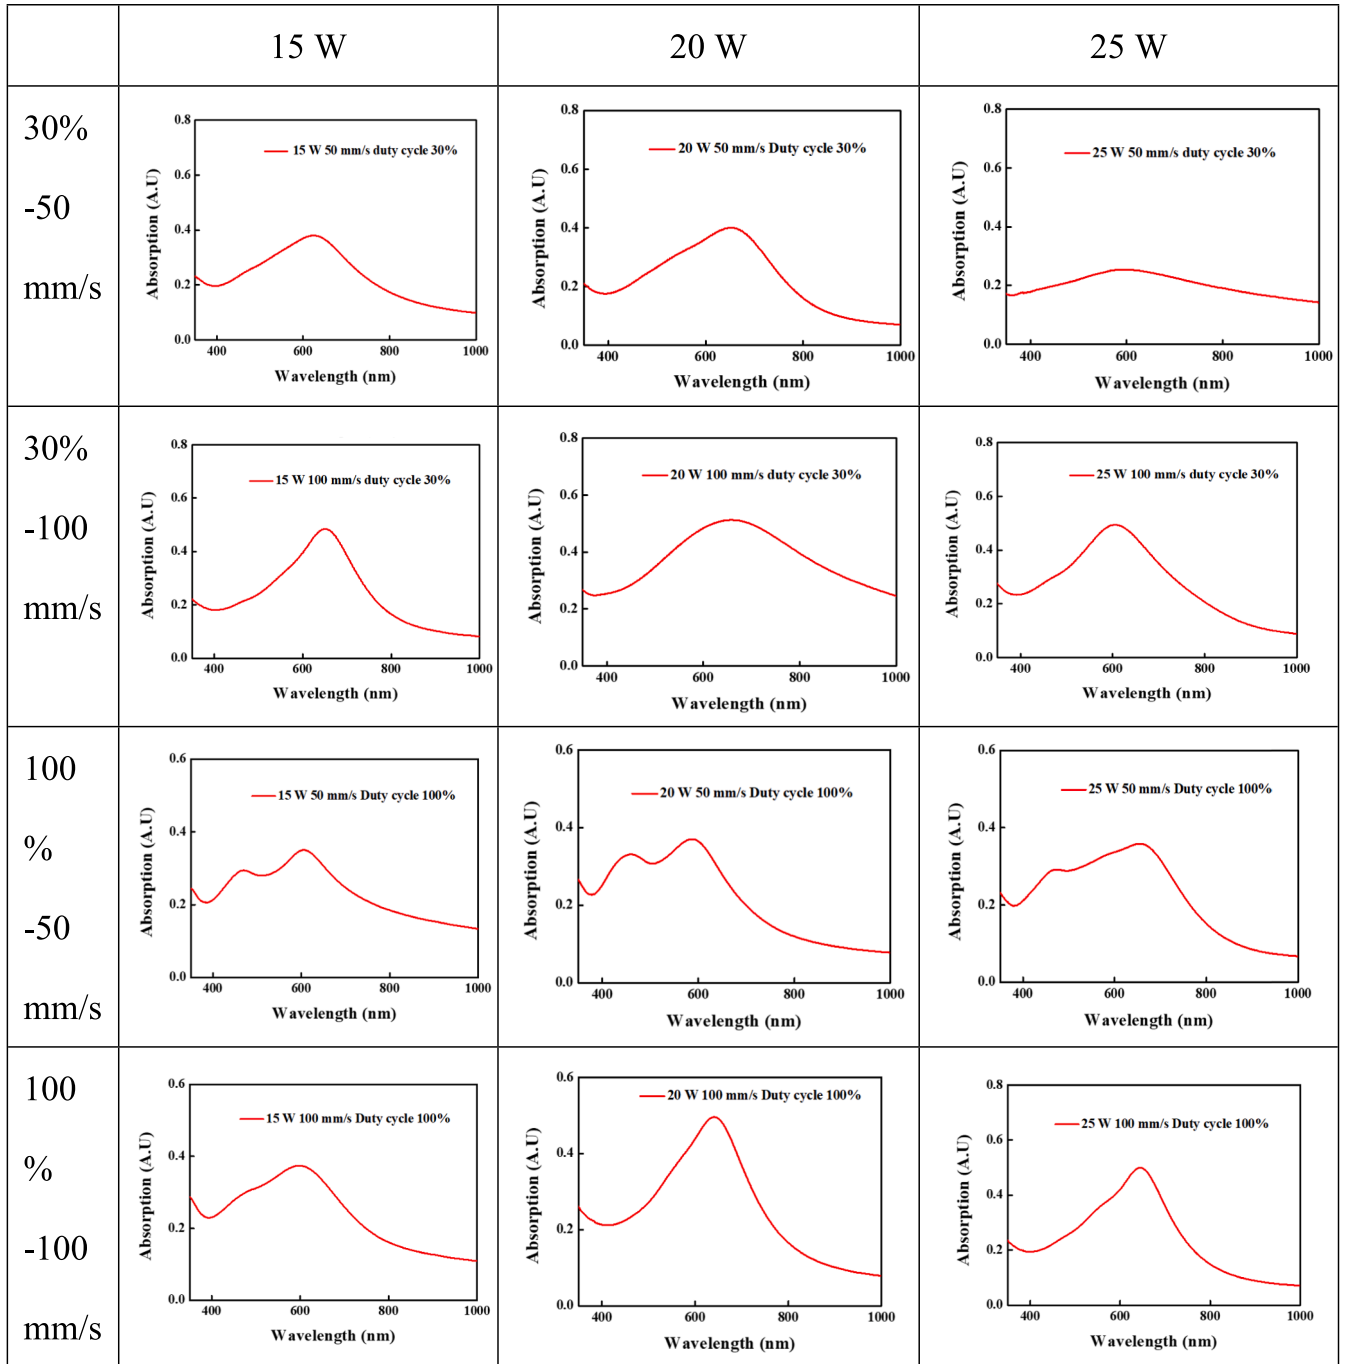 15 W
20 W
25 W
30%
-50
mm/s
0.8
0.6
0.4
0.2
0.0
Absorption (A.U)
15 W 50 mm/s duty cycle 30%
400
600
800
1000
Wavelength (nm)
0.8
0.6
0.4
0.2
0.0
Absorption (A.U)
20 W 50 mm/s Duty cycle 30%
400
600
800
1000
Wavelength (nm)
0.8
0.6
0.4
0.2
0.0
Absorption (A.U)
25 W 50 mm/s duty cycle 30%
400
600
800
1000
Wavelength (nm)
30%
-100
mm/s
0.8
0.6
0.4
0.2
0.0
Absorption (A.U)
15 W 100 mm/s duty cycle 30%
400
600
800
1000
Wavelength (nm)
0.8
0.6
0.4
0.2
0.0
Absorption (A.U)
20 W 100 mm/s duty cycle 30%
400
600
800
1000
Wavelength (nm)
0.8
0.6
0.4
0.2
0.0
Absorption (A.U)
25 W 100 mm/s duty cycle 30%
400
600
800
1000
Wavelength (nm)
100
%
-50
mm/s
0.6
0.4
0.2
0.0
Absorption (A.U)
15 W 50 mm/s Duty cycle 100%
400
600
800
1000
Wavelength (nm)
0.6
0.4
0.2
0.0
Absorption (A.U)
20 W 50 mm/s Duty cycle 100%
400
600
800
1000
Wavelength (nm)
0.6
0.4
0.2
0.0
Absorption (A.U)
25 W 50 mm/s Duty cycle 100%
400
600
800
1000
Wavelength (nm)
100
%
-100
mm/s
0.6
0.4
0.2
0.0
Absorption (A.U)
15 W 100 mm/s Duty cycle 100%
400
600
800
1000
Wavelength (nm)
0.6
0.4
0.2
0.0
Absorption (A.U)
20 W 100 mm/s Duty cycle 100%
400
600
800
1000
Wavelength (nm)
0.8
0.6
0.4
0.2
0.0
Absorption (A.U)
25 W 100 mm/s Duty cycle 100%
400
600
800
1000
Wavelength (nm)